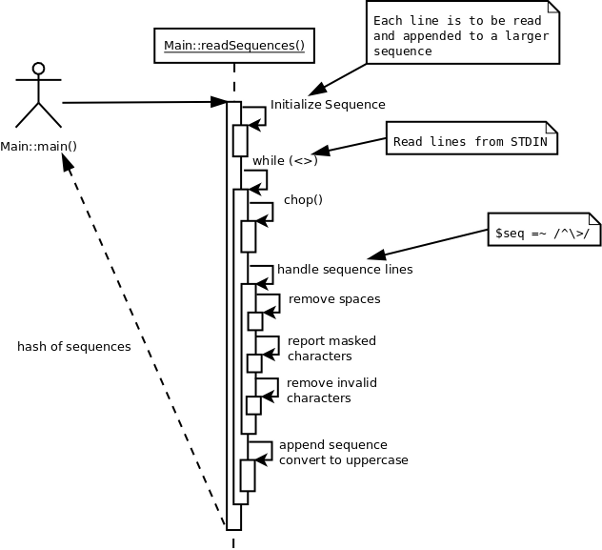 Each line is to be read
and appended to a larger
sequence
Main::readSequences()
Initialize Sequence
Main::main()
Read lines from STDIN
while (<>)
chop()
$seq =~ /^\>/
handle sequence lines
remove spaces
report masked
characters
hash of sequences
remove invalid
characters
append sequence
convert to uppercase